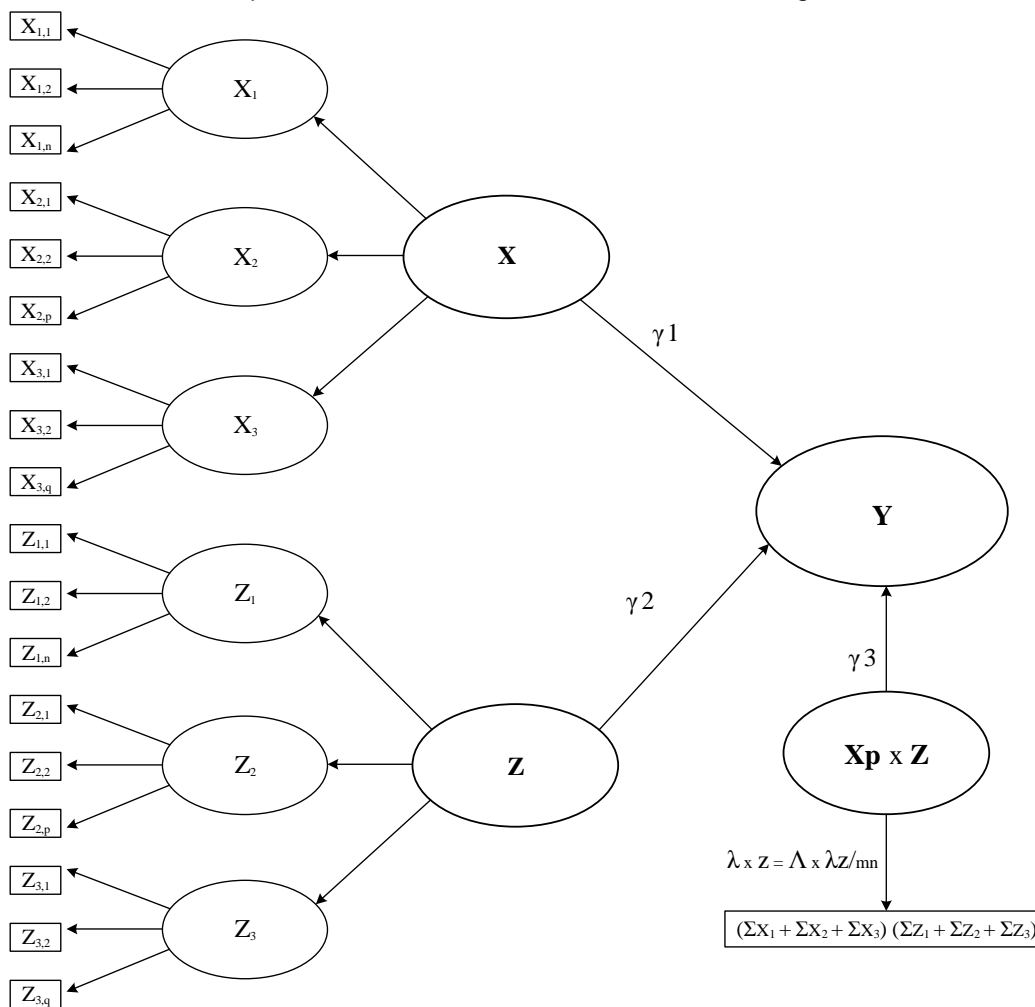 X1,1
X1,2
X1,n
X1
X2,1
X2,2
X2,p
X2
X
X3,1
X3,2
X3,q
X3
γ1
Y
Z1,1
Z1,2
Z1,n
Z1
γ2
γ3
Z2,1
Z2,2
Z2,p
Z2
Z
Xp x Z
Z3,1
Z3,2
Z3,q
Z3
λ x z = Λ x λz/mn
(ΣX1 + ΣX2 + ΣX3) (ΣZ1 + ΣZ2 + ΣZ3)